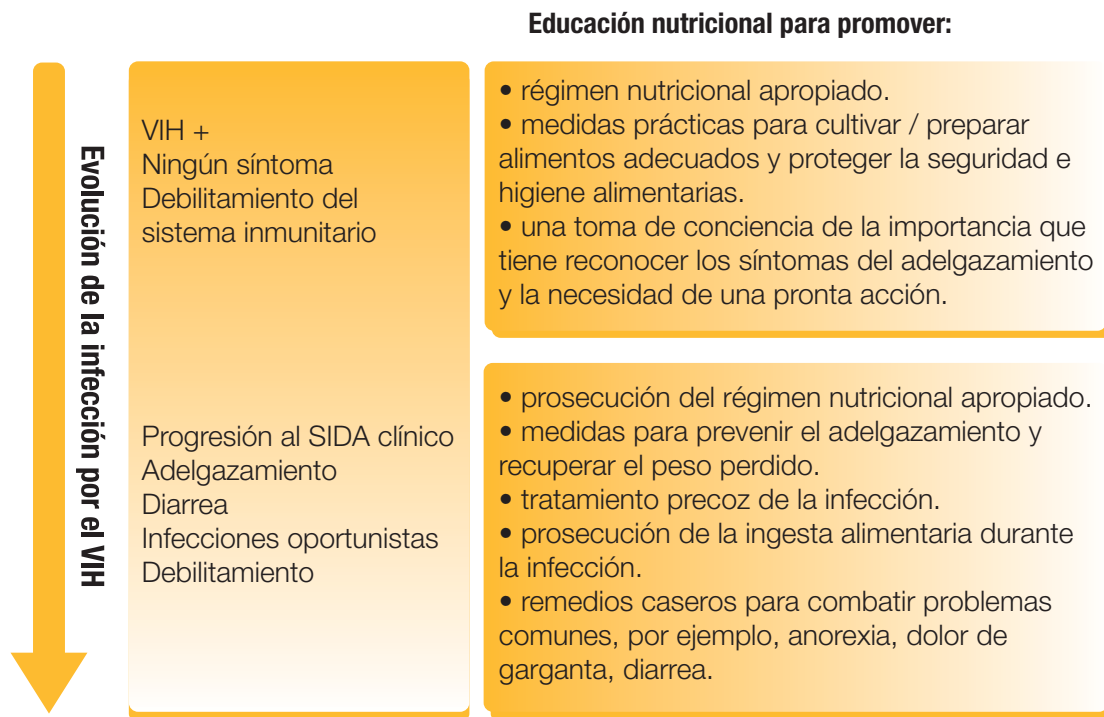 Educación nutricional para promover:
Evolución de la infección por el VIH
VIH +
Ningún síntoma
Debilitamiento del
sistema inmunitario
• régimen nutricional apropiado.
• medidas prácticas para cultivar / preparar
alimentos adecuados y proteger la seguridad e
higiene alimentarias.
• una toma de conciencia de la importancia que
tiene reconocer los síntomas del adelgazamiento
y la necesidad de una pronta acción.
Progresión al SIDA clínico
Adelgazamiento
Diarrea
Infecciones oportunistas
Debilitamiento
• prosecución del régimen nutricional apropiado.
• medidas para prevenir el adelgazamiento y
recuperar el peso perdido.
• tratamiento precoz de la infección.
• prosecución de la ingesta alimentaria durante
la infección.
• remedios caseros para combatir problemas
comunes, por ejemplo, anorexia, dolor de
garganta, diarrea.